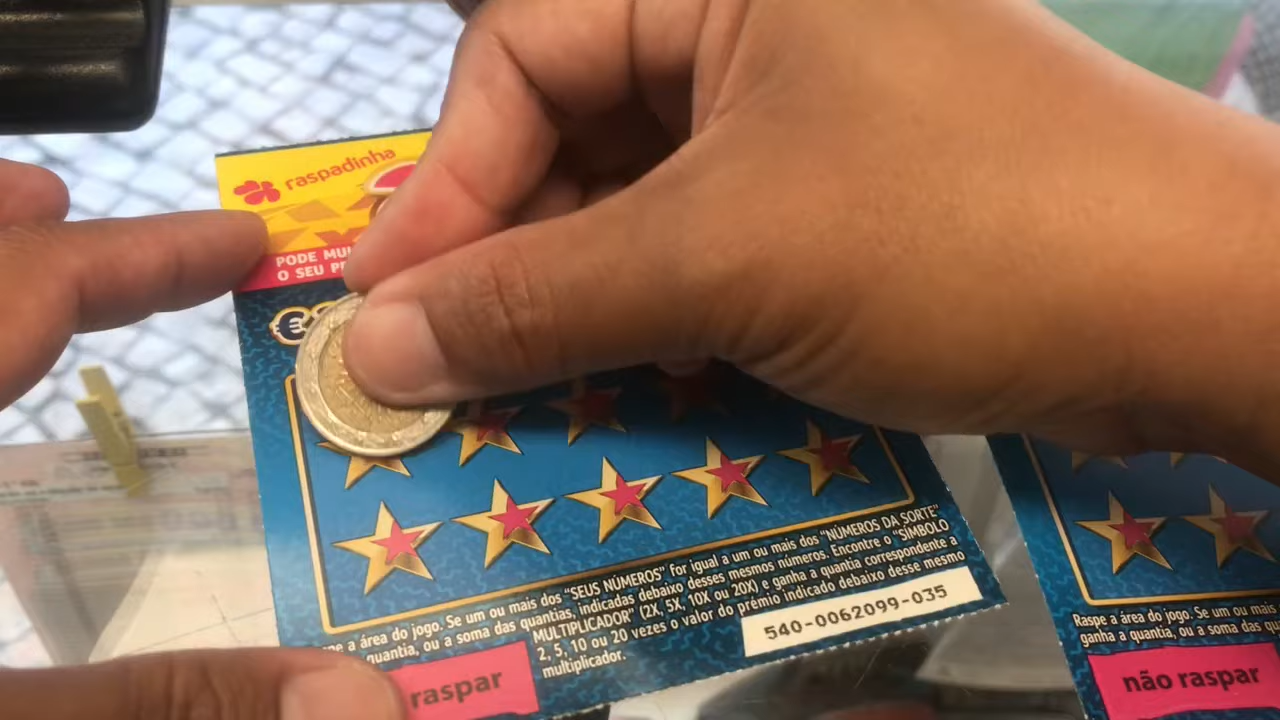 raspadinha
PODE MU
O SEU P
€
pe a área do jogo. Se um ou mais dos "SEUS NÚMEROS" for igual a um ou mais dos "NÚMEROS DA SORTE"
quantia, ou a soma das quantias, indicadas debaixo desses mesmos números. Encontre o "SÍMBOLO
MULTIPLICADOR" (2X, 5X, 10X OU 20X) e ganha a quantia correspondente a
2, 5, 10 ou 20 vezes o valor do prémio indicado debaixo desse mesmo
multiplicador.
540-0062099-035
raspar
Raspe a área do jogo. Se um ou mais
ganha a quantia, ou a soma das qu
não raspar